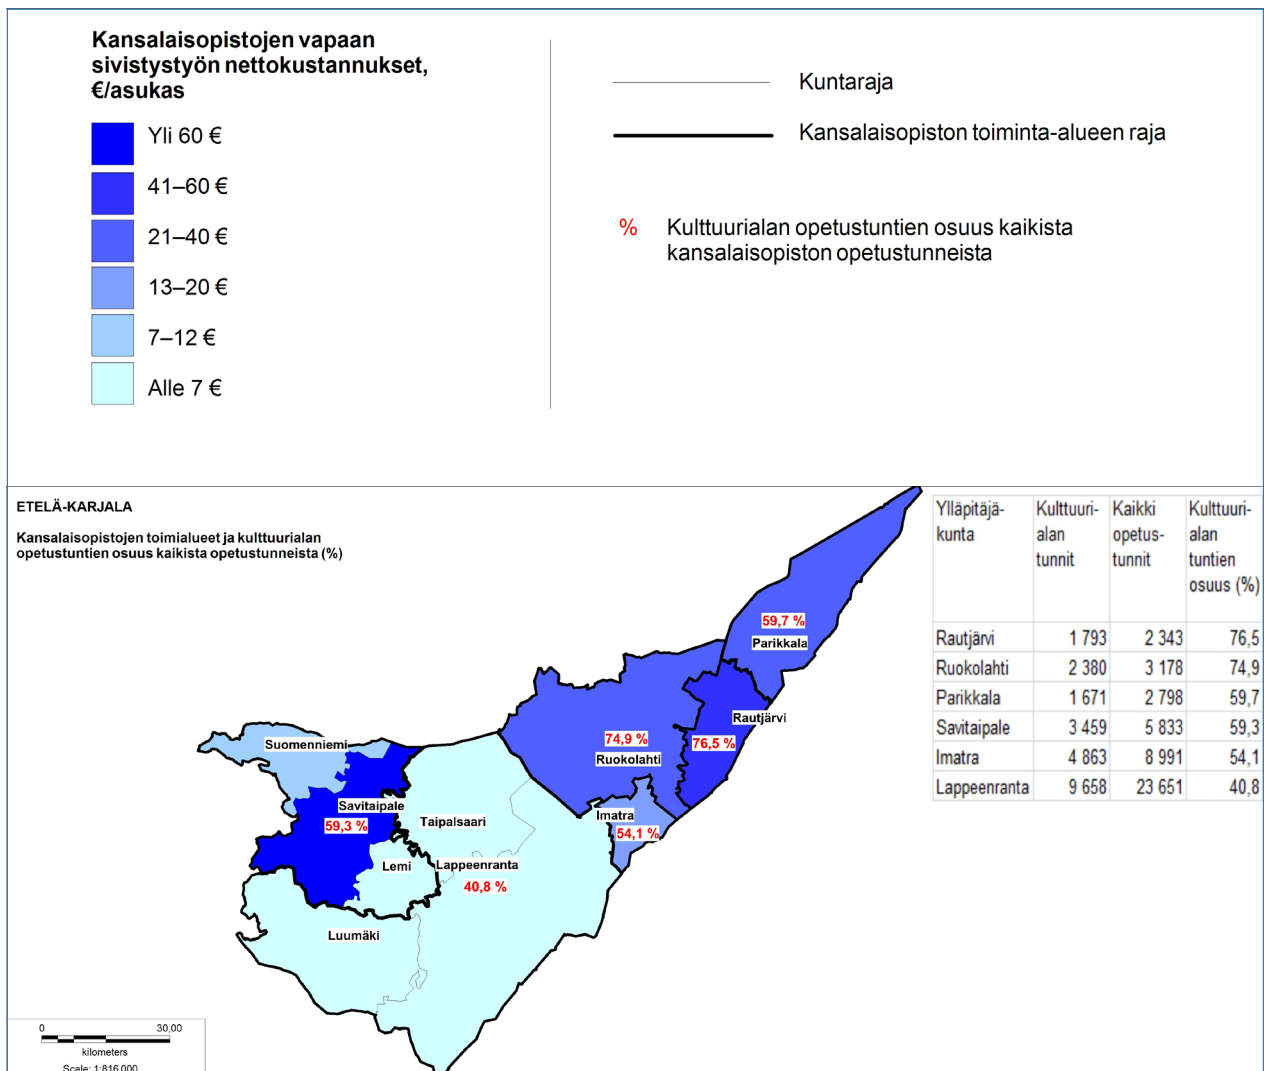 Kansalaisopistojen vapaan
sivistystyön nettokustannukset,
€/asukas
Yli 60 €
41–60 €
21–40 €
13–20 €
7–12 €
Alle 7 €
Kuntaraja
Kansalaisopiston toiminta-alueen raja
% Kulttuurialan opetustuntien osuus kaikista
kansalaisopiston opetustunneista
ETELÄ-KARJALA
Kansalaisopistojen toimialueet ja kulttuurialan
opetustuntien osuus kaikista opetustunneista (%)
59,7 %
Parikkala
Rautjärvi
76,5 %
74,9 %
Ruokolahti
Suomenniemi
Savitaipale
59,3 %
Taipalsaari
Imatra
54,1 %
Lemi
Lappeenranta
40,8 %
Luumäki
0 30,00
kilometers
Scale: 1:816 000
Ylläpitäjä- Kulttuuri- Kaikki Kulttuuri-
kunta alan opetus- alan
tunnit tunnit tuntien
osuus (%)
Rautjärvi 1 793 2 343 76,5
Ruokolahti 2 380 3 178 74,9
Parikkala 1 671 2 798 59,7
Savitaipale 3 459 5 833 59,3
Imatra 4 863 8 991 54,1
Lappeenranta 9 658 23 651 40,8